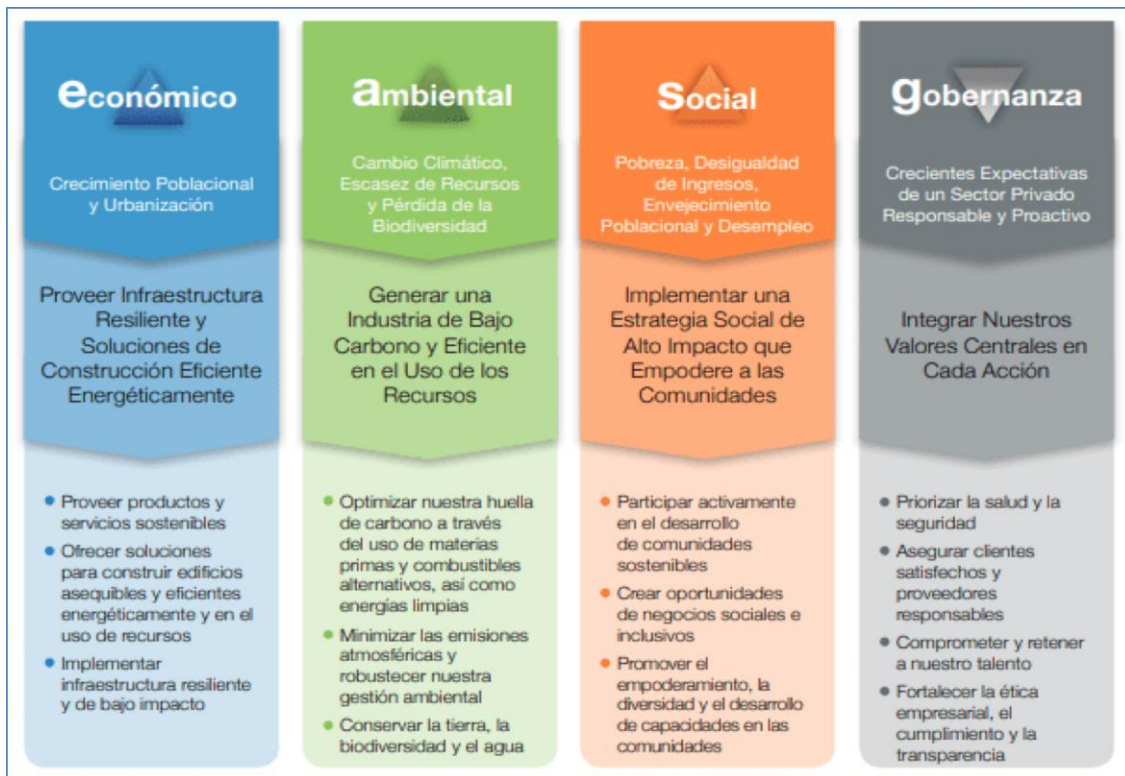 económico
Crecimiento Poblacional
y Urbanización
Proveer Infraestructura
Resiliente y
Soluciones de
Construcción Eficiente
Energéticamente
Proveer productos y
servicios sostenibles
Ofrecer soluciones
para construir edificios
asequibles y eficientes
energéticamente y en el
uso de recursos
Implementar
infraestructura resiliente
y de bajo impacto
ambiental
Cambio Climático,
Escasez de Recursos
y Pérdida de la
Biodiversidad
Generar una
Industria de Bajo
Carbono y Eficiente
en el Uso de los
Recursos
Optimizar nuestra huella
de carbono a través
del uso de materias
primas y combustibles
alternativos, así como
energías limpias
Minimizar las emisiones
atmosféricas y
robustecer nuestra
gestión ambiental
Conservar la tierra, la
biodiversidad y el agua
social
Pobreza, Desigualdad
de Ingresos,
Envejecimiento
Poblacional y Desempleo
Implementar una
Estrategia Social de
Alto Impacto que
Empodere a las
Comunidades
Participar activamente
en el desarrollo
de comunidades
sostenibles
Crear oportunidades
de negocios sociales e
inclusivos
Promover el
empoderamiento, la
diversidad y el desarrollo
de capacidades en las
comunidades
gobernanza
Crecientes Expectativas
de un Sector Privado
Responsable y Proactivo
Integrar Nuestros
Valores Centrales en
Cada Acción
Priorizar la salud y la
seguridad
Asegurar clientes
satisfechos y
proveedores
responsables
Comprometer y retener
a nuestro talento
Fortalecer la ética
empresarial, el
cumplimiento y la
transparencia